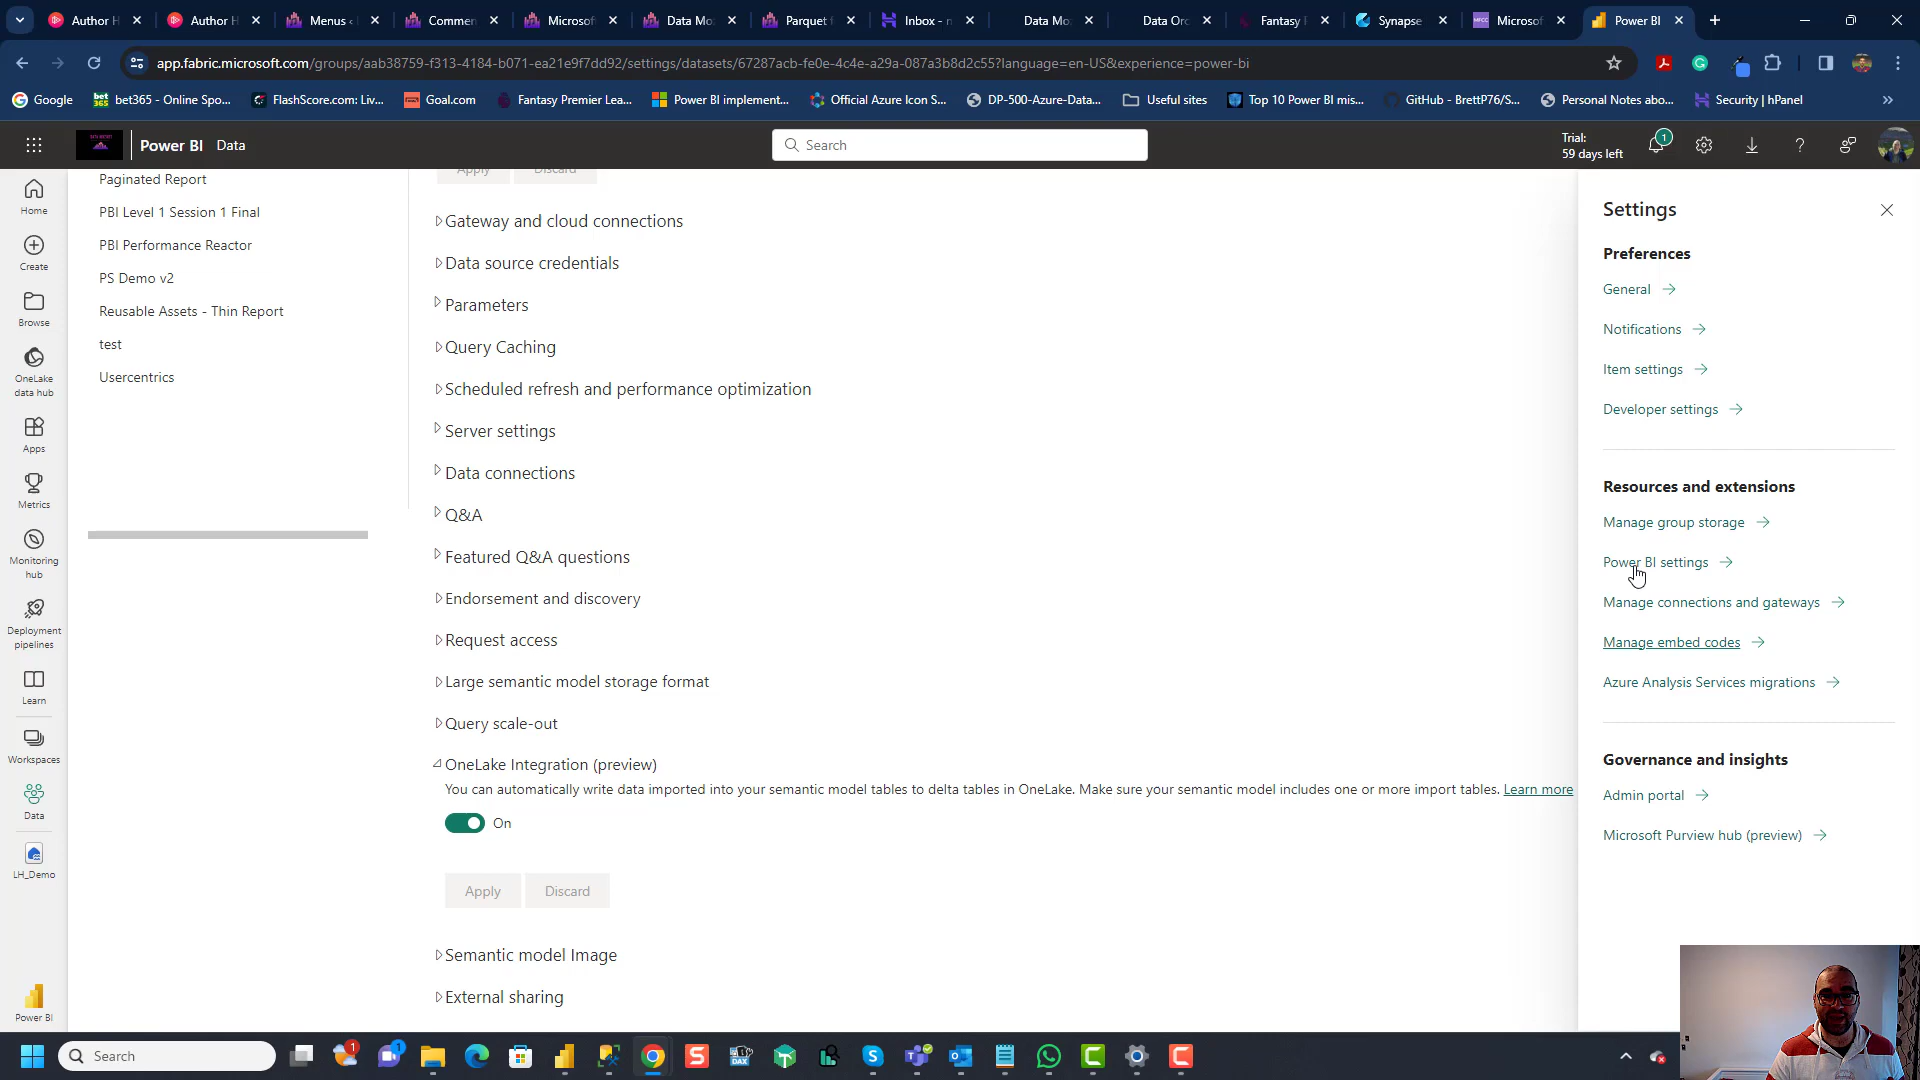 Author H
Author H
Menus ‹
Commen
Microsof
Data Mo
Parquet f
Inbox - n
Data Mo
Data Orc
Fantasy P
Synapse
Microsof
Power BI
app.fabric.microsoft.com/groups/aab38759-f313-4184-b071-ea21e9f7dd92/settings/datasets/67287acb-fe0e-4c4e-a29a-087a3b8d2c55?language=en-US&experience=power-bi
Google
bet365 - Online Spo...
FlashScore.com: Liv...
Goal.com
Fantasy Premier Lea...
Power BI implement...
Official Azure Icon S...
DP-500-Azure-Data...
Useful sites
Top 10 Power BI mis...
GitHub - BrettP76/S...
Personal Notes abo...
Security | hPanel
Power BI
Data
Search
Trial:
59 days left
1
Home
Create
Browse
OneLake
data hub
Apps
Metrics
Monitoring
hub
Deployment
pipelines
Learn
Workspaces
Data
LH_Demo
Power BI
Paginated Report
PBI Level 1 Session 1 Final
PBI Performance Reactor
PS Demo v2
Reusable Assets - Thin Report
test
Usercentrics
Apply
Discard
Gateway and cloud connections
Data source credentials
Parameters
Query Caching
Scheduled refresh and performance optimization
Server settings
Data connections
Q&A
Featured Q&A questions
Endorsement and discovery
Request access
Large semantic model storage format
Query scale-out
OneLake Integration (preview)
You can automatically write data imported into your semantic model tables to delta tables in OneLake. Make sure your semantic model includes one or more import tables. Learn more
On
Apply
Discard
Semantic model Image
External sharing
Settings
Preferences
General
Notifications
Item settings
Developer settings
Resources and extensions
Manage group storage
Power BI settings
Manage connections and gateways
Manage embed codes
Azure Analysis Services migrations
Governance and insights
Admin portal
Microsoft Purview hub (preview)
Search
1
1
DAX